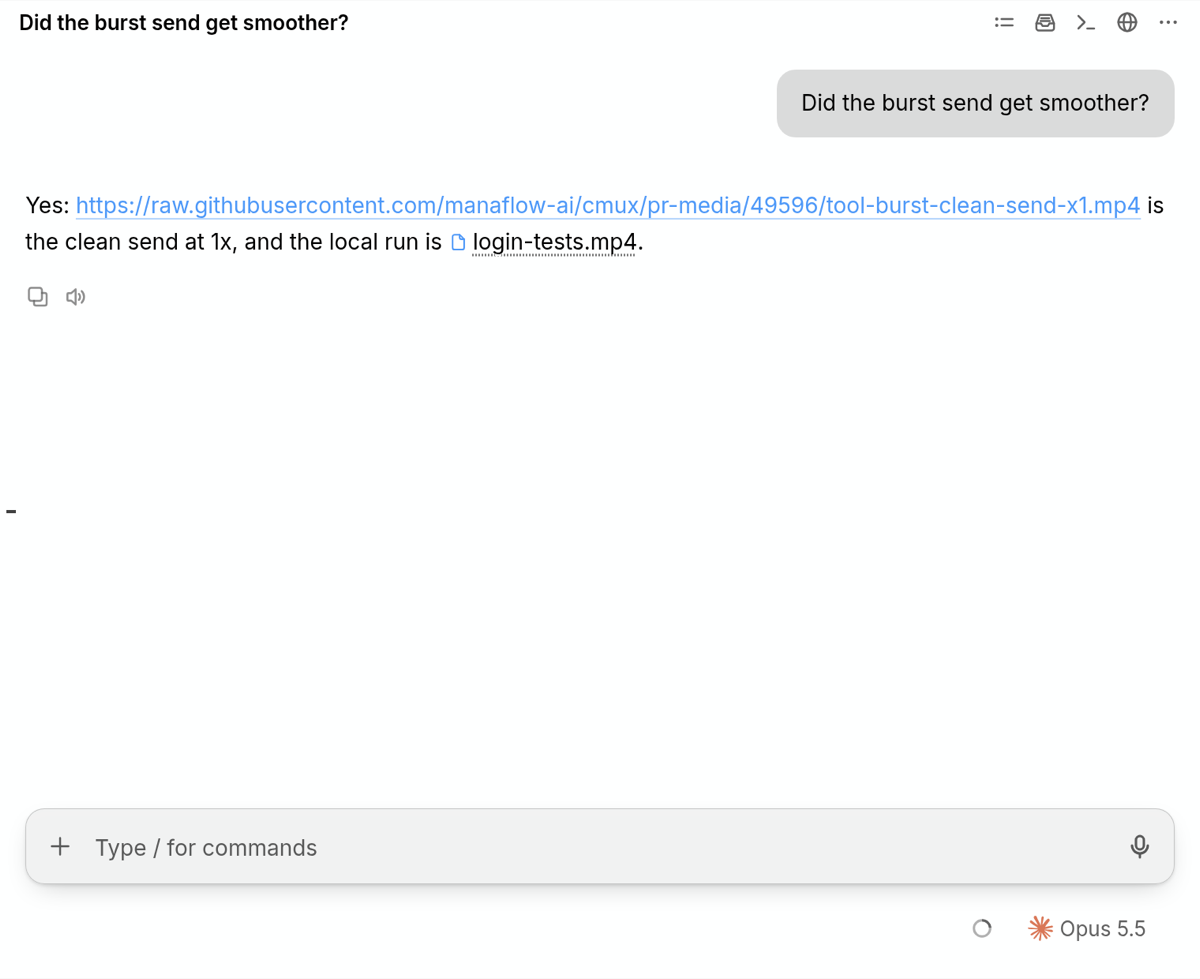 Did the burst send get smoother?
Did the burst send get smoother?
Yes: https://raw.githubusercontent.com/manaflow-ai/cmux/pr-media/49596/tool-burst-clean-send-x1.mp4 is
the clean send at 1x, and the local run is login-tests.mp4.
Type / for commands
Opus 5.5